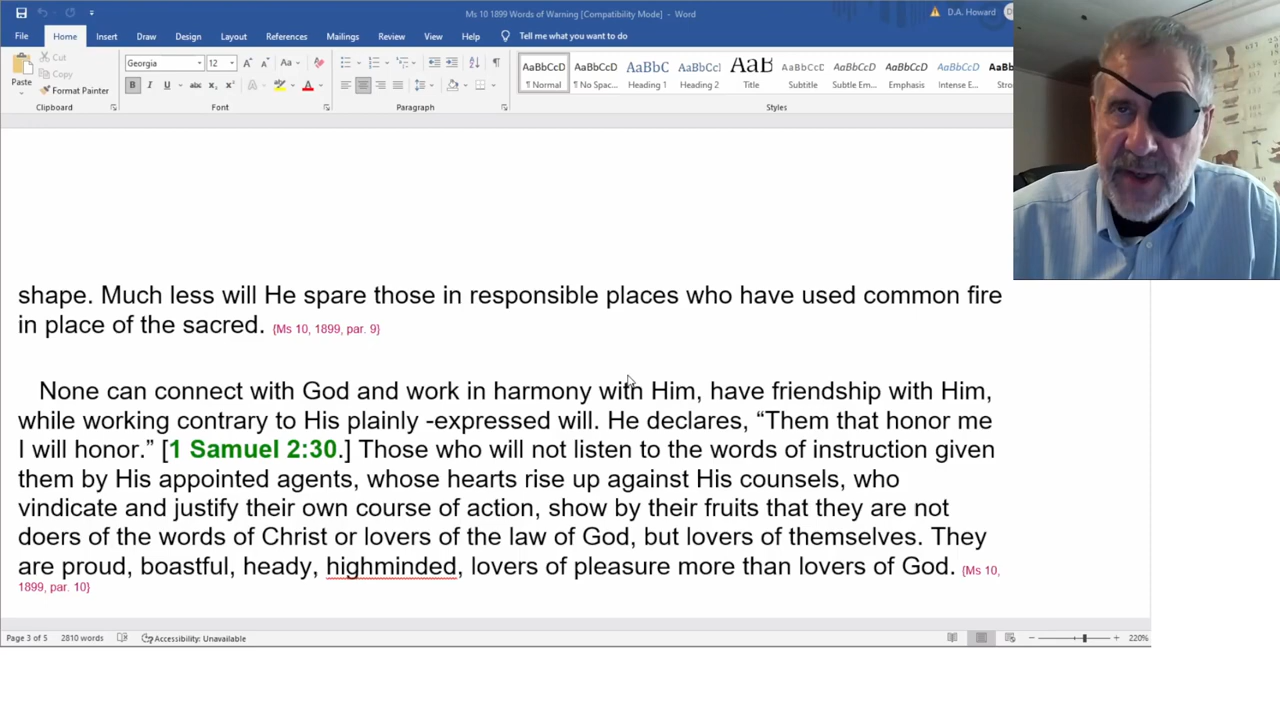 Ms 10 1899 Words of Warning [Compatibility Mode] - Word
D.A. Howard
File Home Insert Draw Design Layout References Mailings Review View Help Tell me what you want to do
Paste
Cut
Copy
Format Painter
Clipboard
Georgia 12
Font
Paragraph
AaBbCcD AaBbCcD AaBbC AaBbCcC AaB AaBbCcD AaBbCcD AaBbCcD AaBbCcD
¶ Normal ¶ No Spac... Heading 1 Heading 2 Title Subtitle Subtle Em... Emphasis Intense E...
Styles
shape. Much less will He spare those in responsible places who have used common fire
in place of the sacred. {Ms 10, 1899, par. 9}
None can connect with God and work in harmony with Him, have friendship with Him,
while working contrary to His plainly -expressed will. He declares, “Them that honor me
I will honor.” [1 Samuel 2:30.] Those who will not listen to the words of instruction given
them by His appointed agents, whose hearts rise up against His counsels, who
vindicate and justify their own course of action, show by their fruits that they are not
doers of the words of Christ or lovers of the law of God, but lovers of themselves. They
are proud, boastful, heady, highminded, lovers of pleasure more than lovers of God. {Ms 10,
1899, par. 10}
Page 3 of 5 2810 words Accessibility: Unavailable 220%